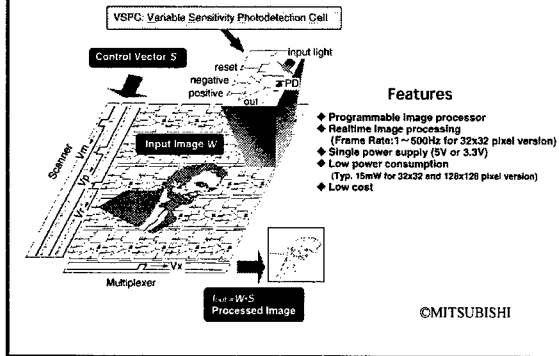 VSPC: Variable Sensitivity Photodetection Cell
Control Vector S
input light
reset
negative
positive
PD
out
Input Image W
Scanner
Vm
Vp
Vr
Vx
Multiplexer
Iout=W•S
Processed Image
Features
◆ Programmable image processor
◆ Realtime Image processing
(Frame Rate:1~500Hz for 32x32 pixel version)
◆ Single power supply (5V or 3.3V)
◆ Low power consumption
(Typ. 15mW for 32x32 and 128x128 pixel version)
◆ Low cost
©MITSUBISHI